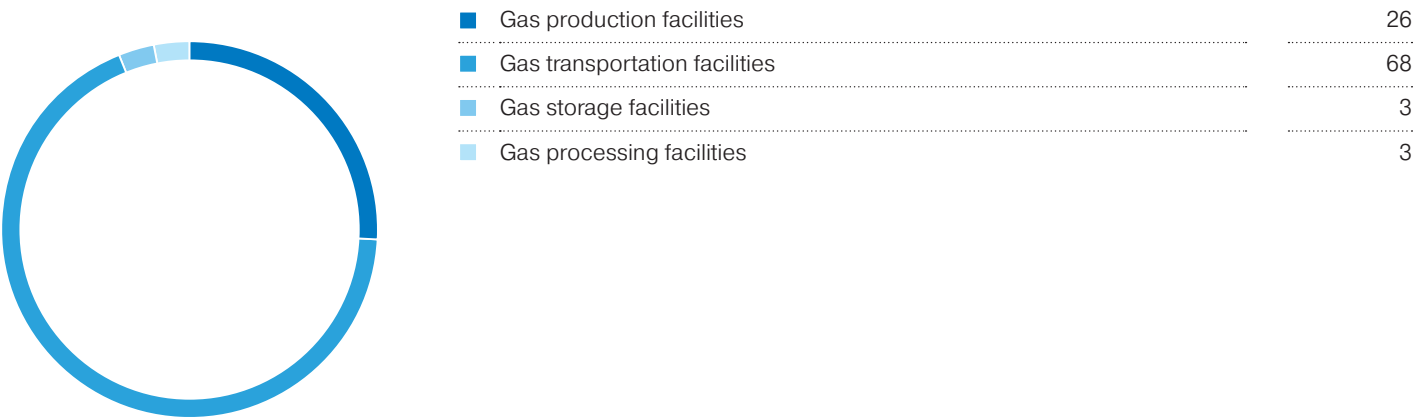 Gas production facilities 26
Gas transportation facilities 68
Gas storage facilities 3
Gas processing facilities 3